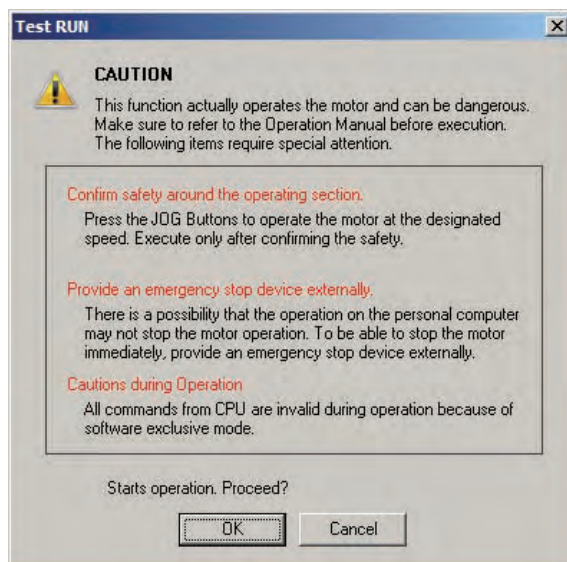 Test RUN
CAUTION
This function actually operates the motor and can be dangerous.
Make sure to refer to the Operation Manual before execution.
The following items require special attention.
Confirm safety around the operating section.
Press the JOG Buttons to operate the motor at the designated
speed. Execute only after confirming the safety.
Provide an emergency stop device externally.
There is a possibility that the operation on the personal computer
may not stop the motor operation. To be able to stop the motor
immediately, provide an emergency stop device externally.
Cautions during Operation
All commands from CPU are invalid during operation because of
software exclusive mode.
Starts operation. Proceed?
OK
Cancel